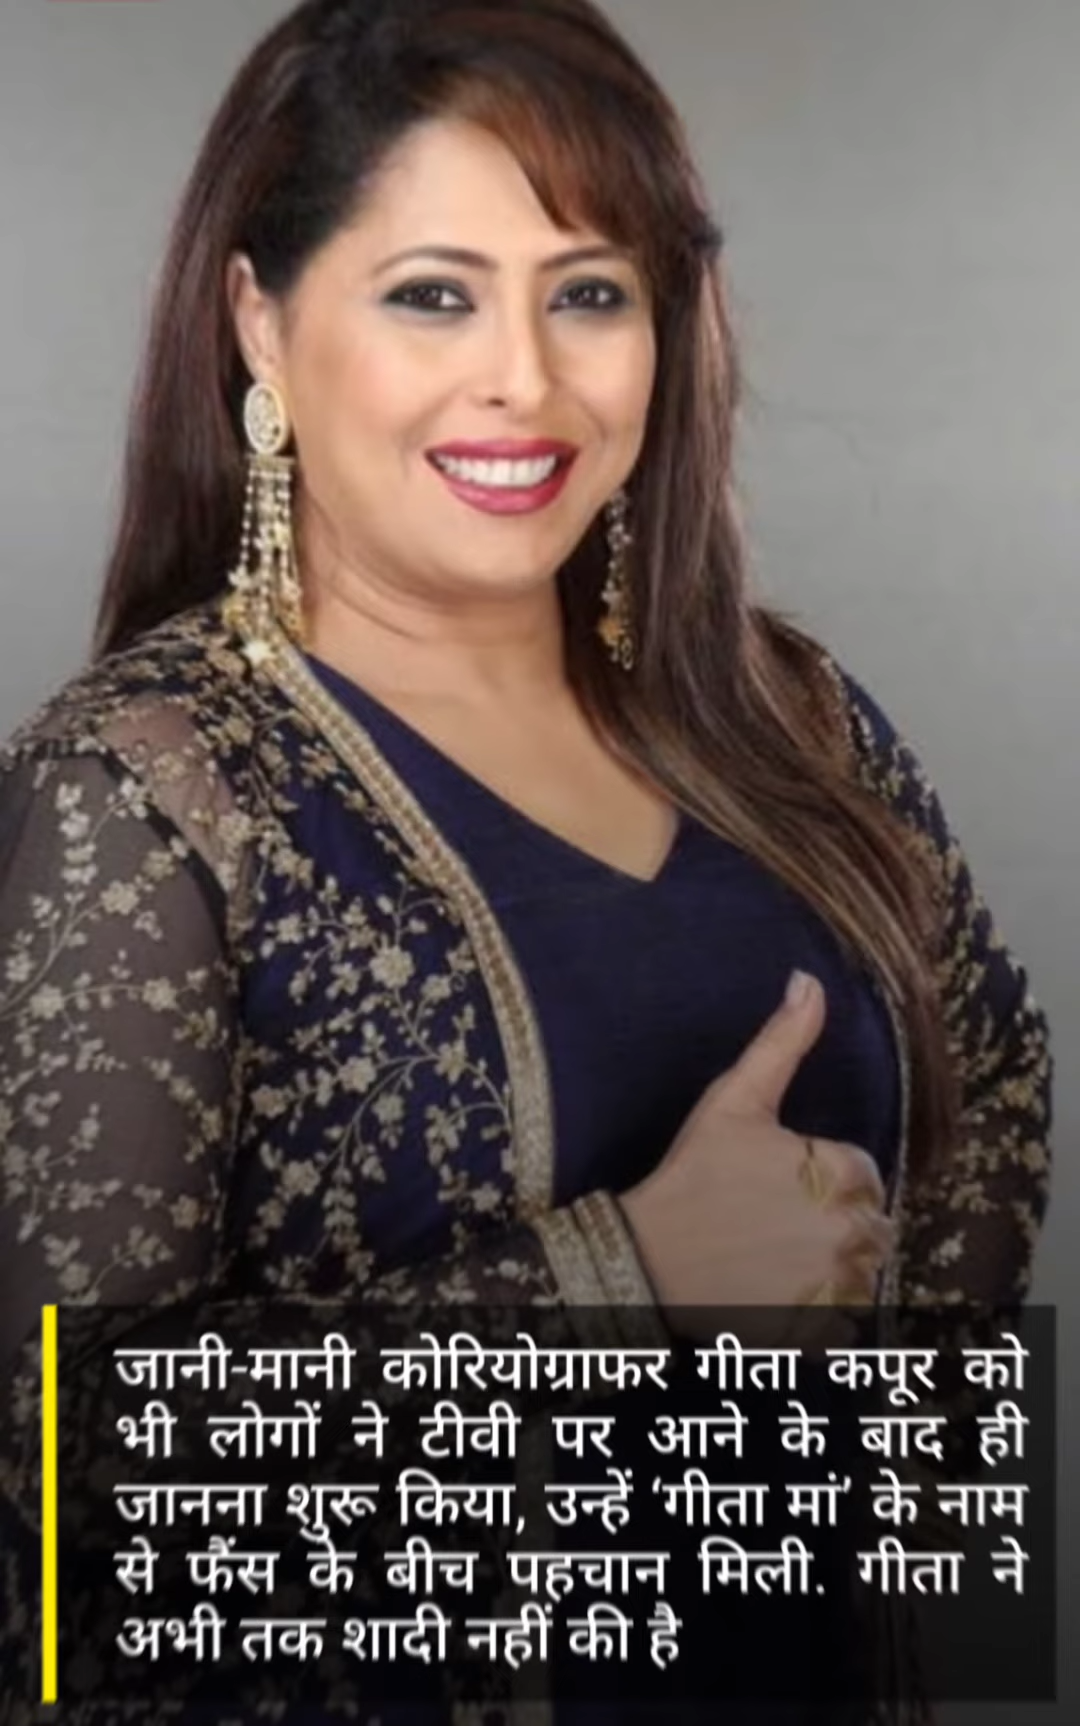 जानी-मानी कोरियोग्राफर गीता कपूर को
भी लोगों ने टीवी पर आने के बाद ही
जानना शुरू किया, उन्हें ‘गीता मां’ के नाम
से फैंस के बीच पहचान मिली. गीता ने
अभी तक शादी नहीं की है